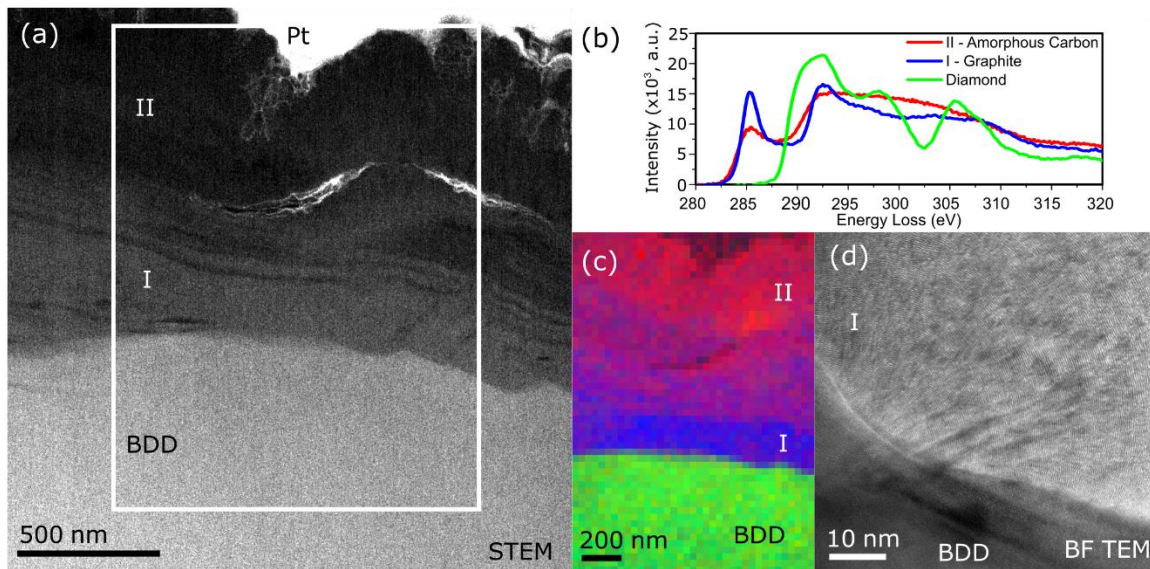 (a)
Pt
II
I
BDD
500 nm
STEM
(b)
II - Amorphous Carbon
I - Graphite
Diamond
Intensity (x10³, a.u.)
25
20
15
10
5
0
280 285 290 295 300 305 310 315 320
Energy Loss (eV)
(c)
II
I
BDD
200 nm
(d)
I
10 nm
BDD
BF TEM